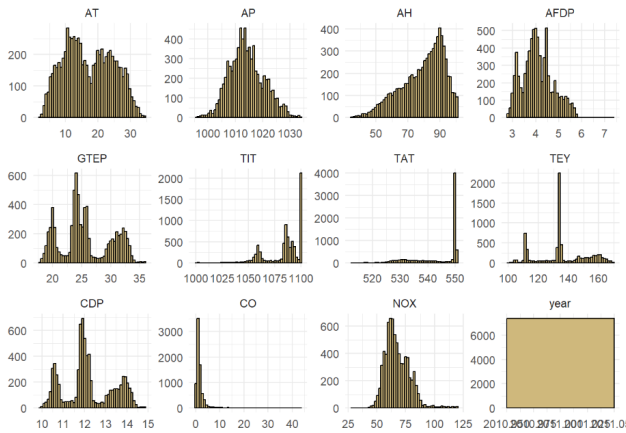 AT AP AH AFDP
200 100 0
10 20 30
400 300 200 100 0
1000 1010 1020 1030
400 300 200 100 0
50 70 90
500 400 300 200 100 0
3 4 5 6 7
GTEP TIT TAT TEY
600 400 200 0
20 25 30 35
2000 1500 1000 500 0
1000 1025 1050 1075 1100
4000 3000 2000 1000 0
520 530 540 550
2000 1500 1000 500 0
100 120 140 160
CDP CO NOX year
600 400 200 0
10 11 12 13 14 15
3000 2000 1000 0
0 10 20 30 40
600 400 200 0
25 50 75 100 125
6000 4000 2000 0